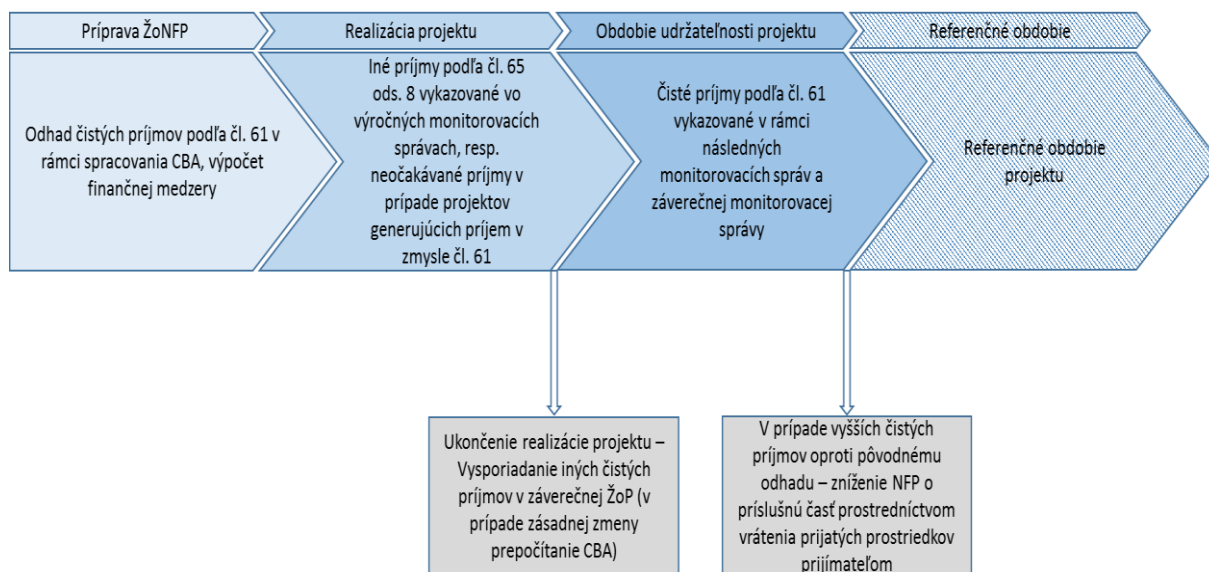 Príprava ŽoNFP
Realizácia projektu
Obdobie udržateľnosti projektu
Referenčné obdobie
Odhad čistých príjmov podľa čl. 61 v
rámci spracovania CBA, výpočet
finančnej medzery
Iné príjmy podľa čl. 65
ods. 8 vykazované vo
výročných monitorovacích
správach, resp.
neočakávané príjmy v
prípade projektov
generujúcich príjem v
zmysle čl. 61
Čisté príjmy podľa čl. 61
vykazované v rámci
následných
monitorovacích správ a
záverečnej monitorovacej
správy
Referenčné obdobie
projektu
Ukončenie realizácie projektu –
Vysporiadanie iných čistých
príjmov v záverečnej ŽoP (v
prípade zásadnej zmeny
prepočítanie CBA)
V prípade vyšších čistých
príjmov oproti pôvodnému
odhadu – zníženie NFP o
príslušnú časť prostredníctvom
vrátenia prijatých prostriedkov
prijímateľom